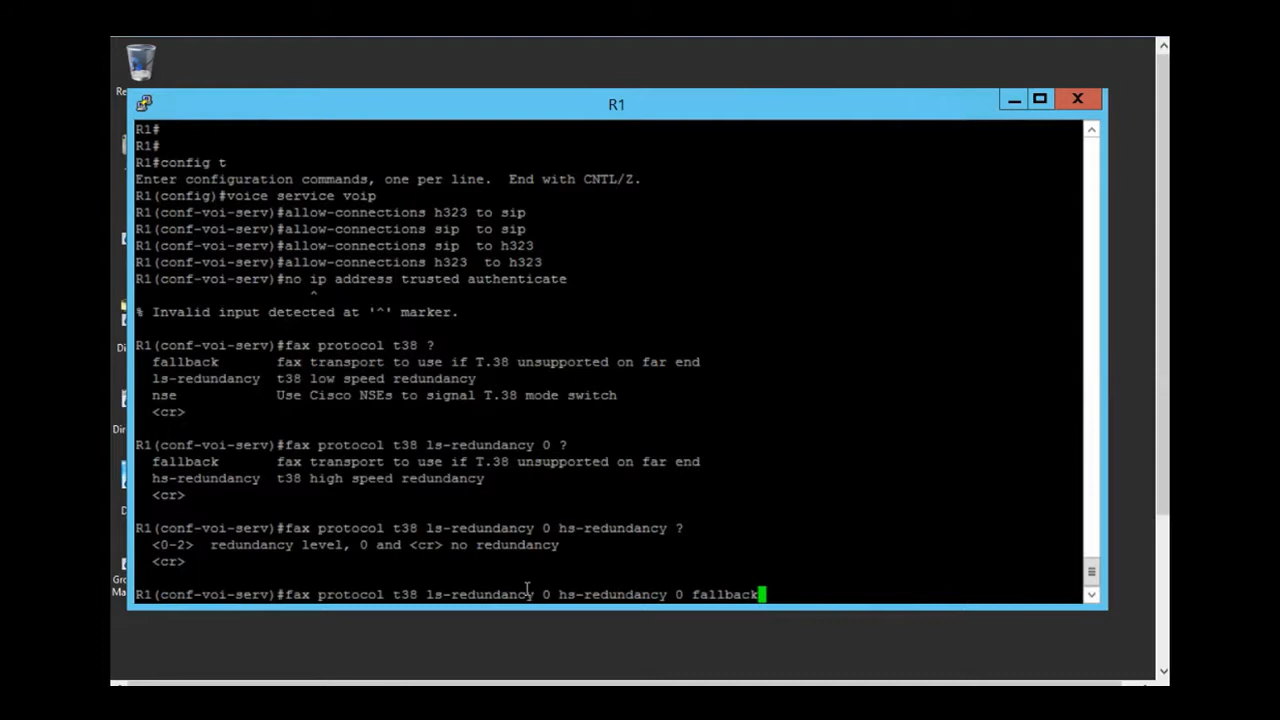 Re
R1
R1#
R1#
R1#config t
Enter configuration commands, one per line.  End with CNTL/Z.
R1(config)#voice service voip
R1(conf-voi-serv)#allow-connections h323 to sip
R1(conf-voi-serv)#allow-connections sip  to sip
R1(conf-voi-serv)#allow-connections sip  to h323
R1(conf-voi-serv)#allow-connections h323  to h323
R1(conf-voi-serv)#no ip address trusted authenticate
^
% Invalid input detected at '^' marker.
R1(conf-voi-serv)#fax protocol t38 ?
fallback       fax transport to use if T.38 unsupported on far end
ls-redundancy  t38 low speed redundancy
nse            Use Cisco NSEs to signal T.38 mode switch
<cr>
R1(conf-voi-serv)#fax protocol t38 ls-redundancy 0 ?
fallback       fax transport to use if T.38 unsupported on far end
hs-redundancy  t38 high speed redundancy
<cr>
R1(conf-voi-serv)#fax protocol t38 ls-redundancy 0 hs-redundancy ?
<0-2>  redundancy level, 0 and <cr> no redundancy
<cr>
R1(conf-voi-serv)#fax protocol t38 ls-redundancy 0 hs-redundancy 0 fallback
Di
Dir
D
Gro
Ma